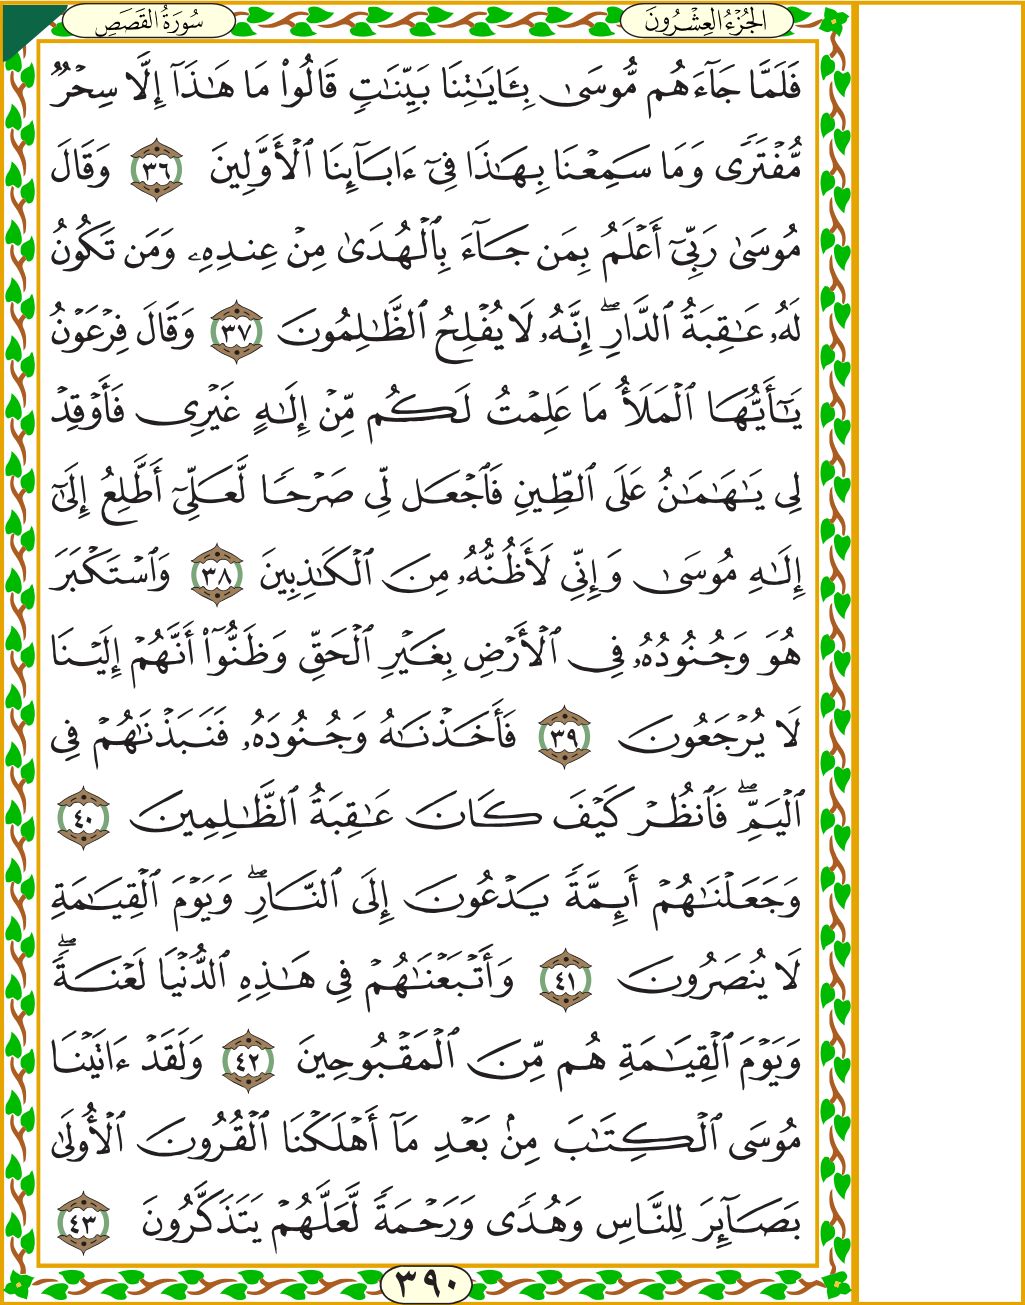 الجُزْءُ العِشْرُونَ
سُورَةُ القَصَصِ
فَلَمَّا جَآءَهُم مُّوسَىٰ بِـَٔايَٰتِنَا بَيِّنَٰتٖ قَالُواْ مَا هَٰذَآ إِلَّا سِحۡرٞ
مُّفۡتَرٗى وَمَا سَمِعۡنَا بِهَٰذَا فِيٓ ءَابَآئِنَا ٱلۡأَوَّلِينَ ٣٦ وَقَالَ
مُوسَىٰ رَبِّيٓ أَعۡلَمُ بِمَن جَآءَ بِٱلۡهُدَىٰ مِنۡ عِندِهِۦ وَمَن تَكُونُ
لَهُۥ عَٰقِبَةُ ٱلدَّارِۚ إِنَّهُۥ لَا يُفۡلِحُ ٱلظَّٰلِمُونَ ٣٧ وَقَالَ فِرۡعَوۡنُ
يَٰٓأَيُّهَا ٱلۡمَلَأُ مَا عَلِمۡتُ لَكُم مِّنۡ إِلَٰهٍ غَيۡرِي فَأَوۡقِدۡ
لِي يَٰهَٰمَٰنُ عَلَى ٱلطِّينِ فَٱجۡعَل لِّي صَرۡحٗا لَّعَلِّيٓ أَطَّلِعُ إِلَىٰٓ
إِلَٰهِ مُوسَىٰ وَإِنِّي لَأَظُنُّهُۥ مِنَ ٱلۡكَٰذِبِينَ ٣٨ وَٱسۡتَكۡبَرَ
هُوَ وَجُنُودُهُۥ فِي ٱلۡأَرۡضِ بِغَيۡرِ ٱلۡحَقِّ وَظَنُّوٓاْ أَنَّهُمۡ إِلَيۡنَا
لَا يُرۡجَعُونَ ٣٩ فَأَخَذۡنَٰهُ وَجُنُودَهُۥ فَنَبَذۡنَٰهُمۡ فِي
ٱلۡيَمِّۖ فَٱنظُرۡ كَيۡفَ كَانَ عَٰقِبَةُ ٱلظَّٰلِمِينَ ٤٠
وَجَعَلۡنَٰهُمۡ أَئِمَّةٗ يَدۡعُونَ إِلَى ٱلنَّارِۖ وَيَوۡمَ ٱلۡقِيَٰمَةِ
لَا يُنصَرُونَ ٤١ وَأَتۡبَعۡنَٰهُمۡ فِي هَٰذِهِ ٱلدُّنۡيَا لَعۡنَةٗۖ
وَيَوۡمَ ٱلۡقِيَٰمَةِ هُم مِّنَ ٱلۡمَقۡبُوحِينَ ٤٢ وَلَقَدۡ ءَاتَيۡنَا
مُوسَى ٱلۡكِتَٰبَ مِنۢ بَعۡدِ مَآ أَهۡلَكۡنَا ٱلۡقُرُونَ ٱلۡأُولَىٰ
بَصَآئِرَ لِلنَّاسِ وَهُدٗى وَرَحۡمَةٗ لَّعَلَّهُمۡ يَتَذَكَّرُونَ ٤٣
٣٩٠